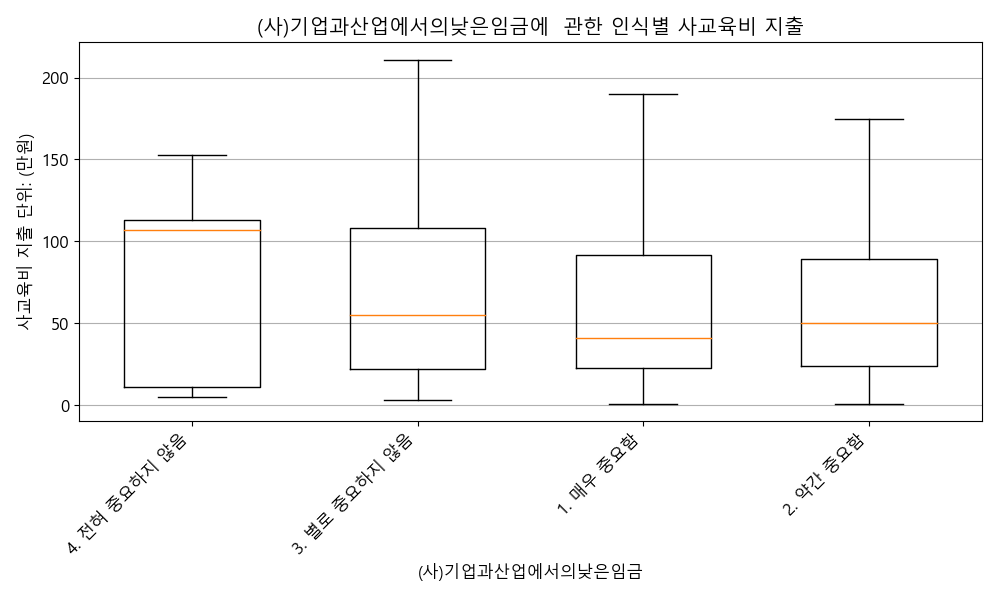 (사)기업과산업에서의낮은임금에  관한 인식별 사교육비 지출
사교육비 지출 단위: (만원)
200
150
100
50
0
4. 전혀 중요하지 않음
3. 별로 중요하지 않음
1. 매우 중요함
2. 약간 중요함
(사)기업과산업에서의낮은임금